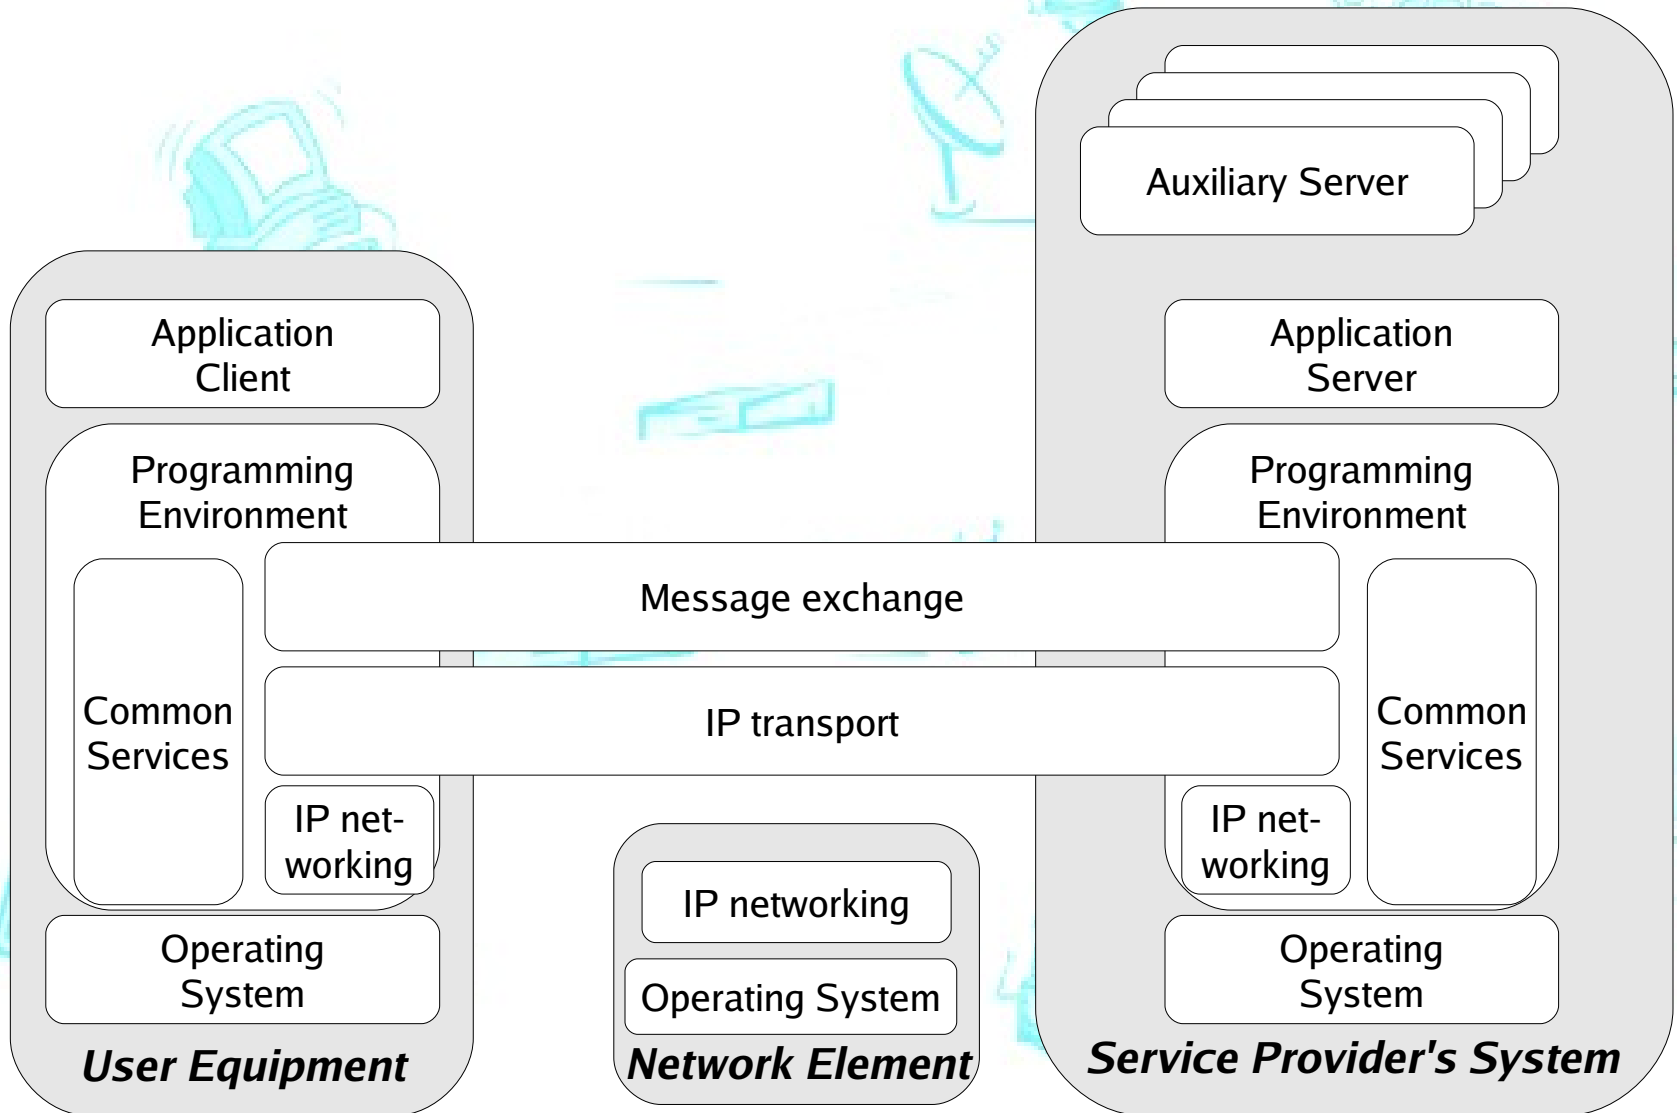 Auxiliary Server
Application
Client
Application
Server
Programming
Environment
Programming
Environment
Message exchange
Common
Services
IP transport
Common
Services
IP net-
working
IP net-
working
IP networking
Operating
System
Operating System
Operating
System
User Equipment
Network Element
Service Provider's System